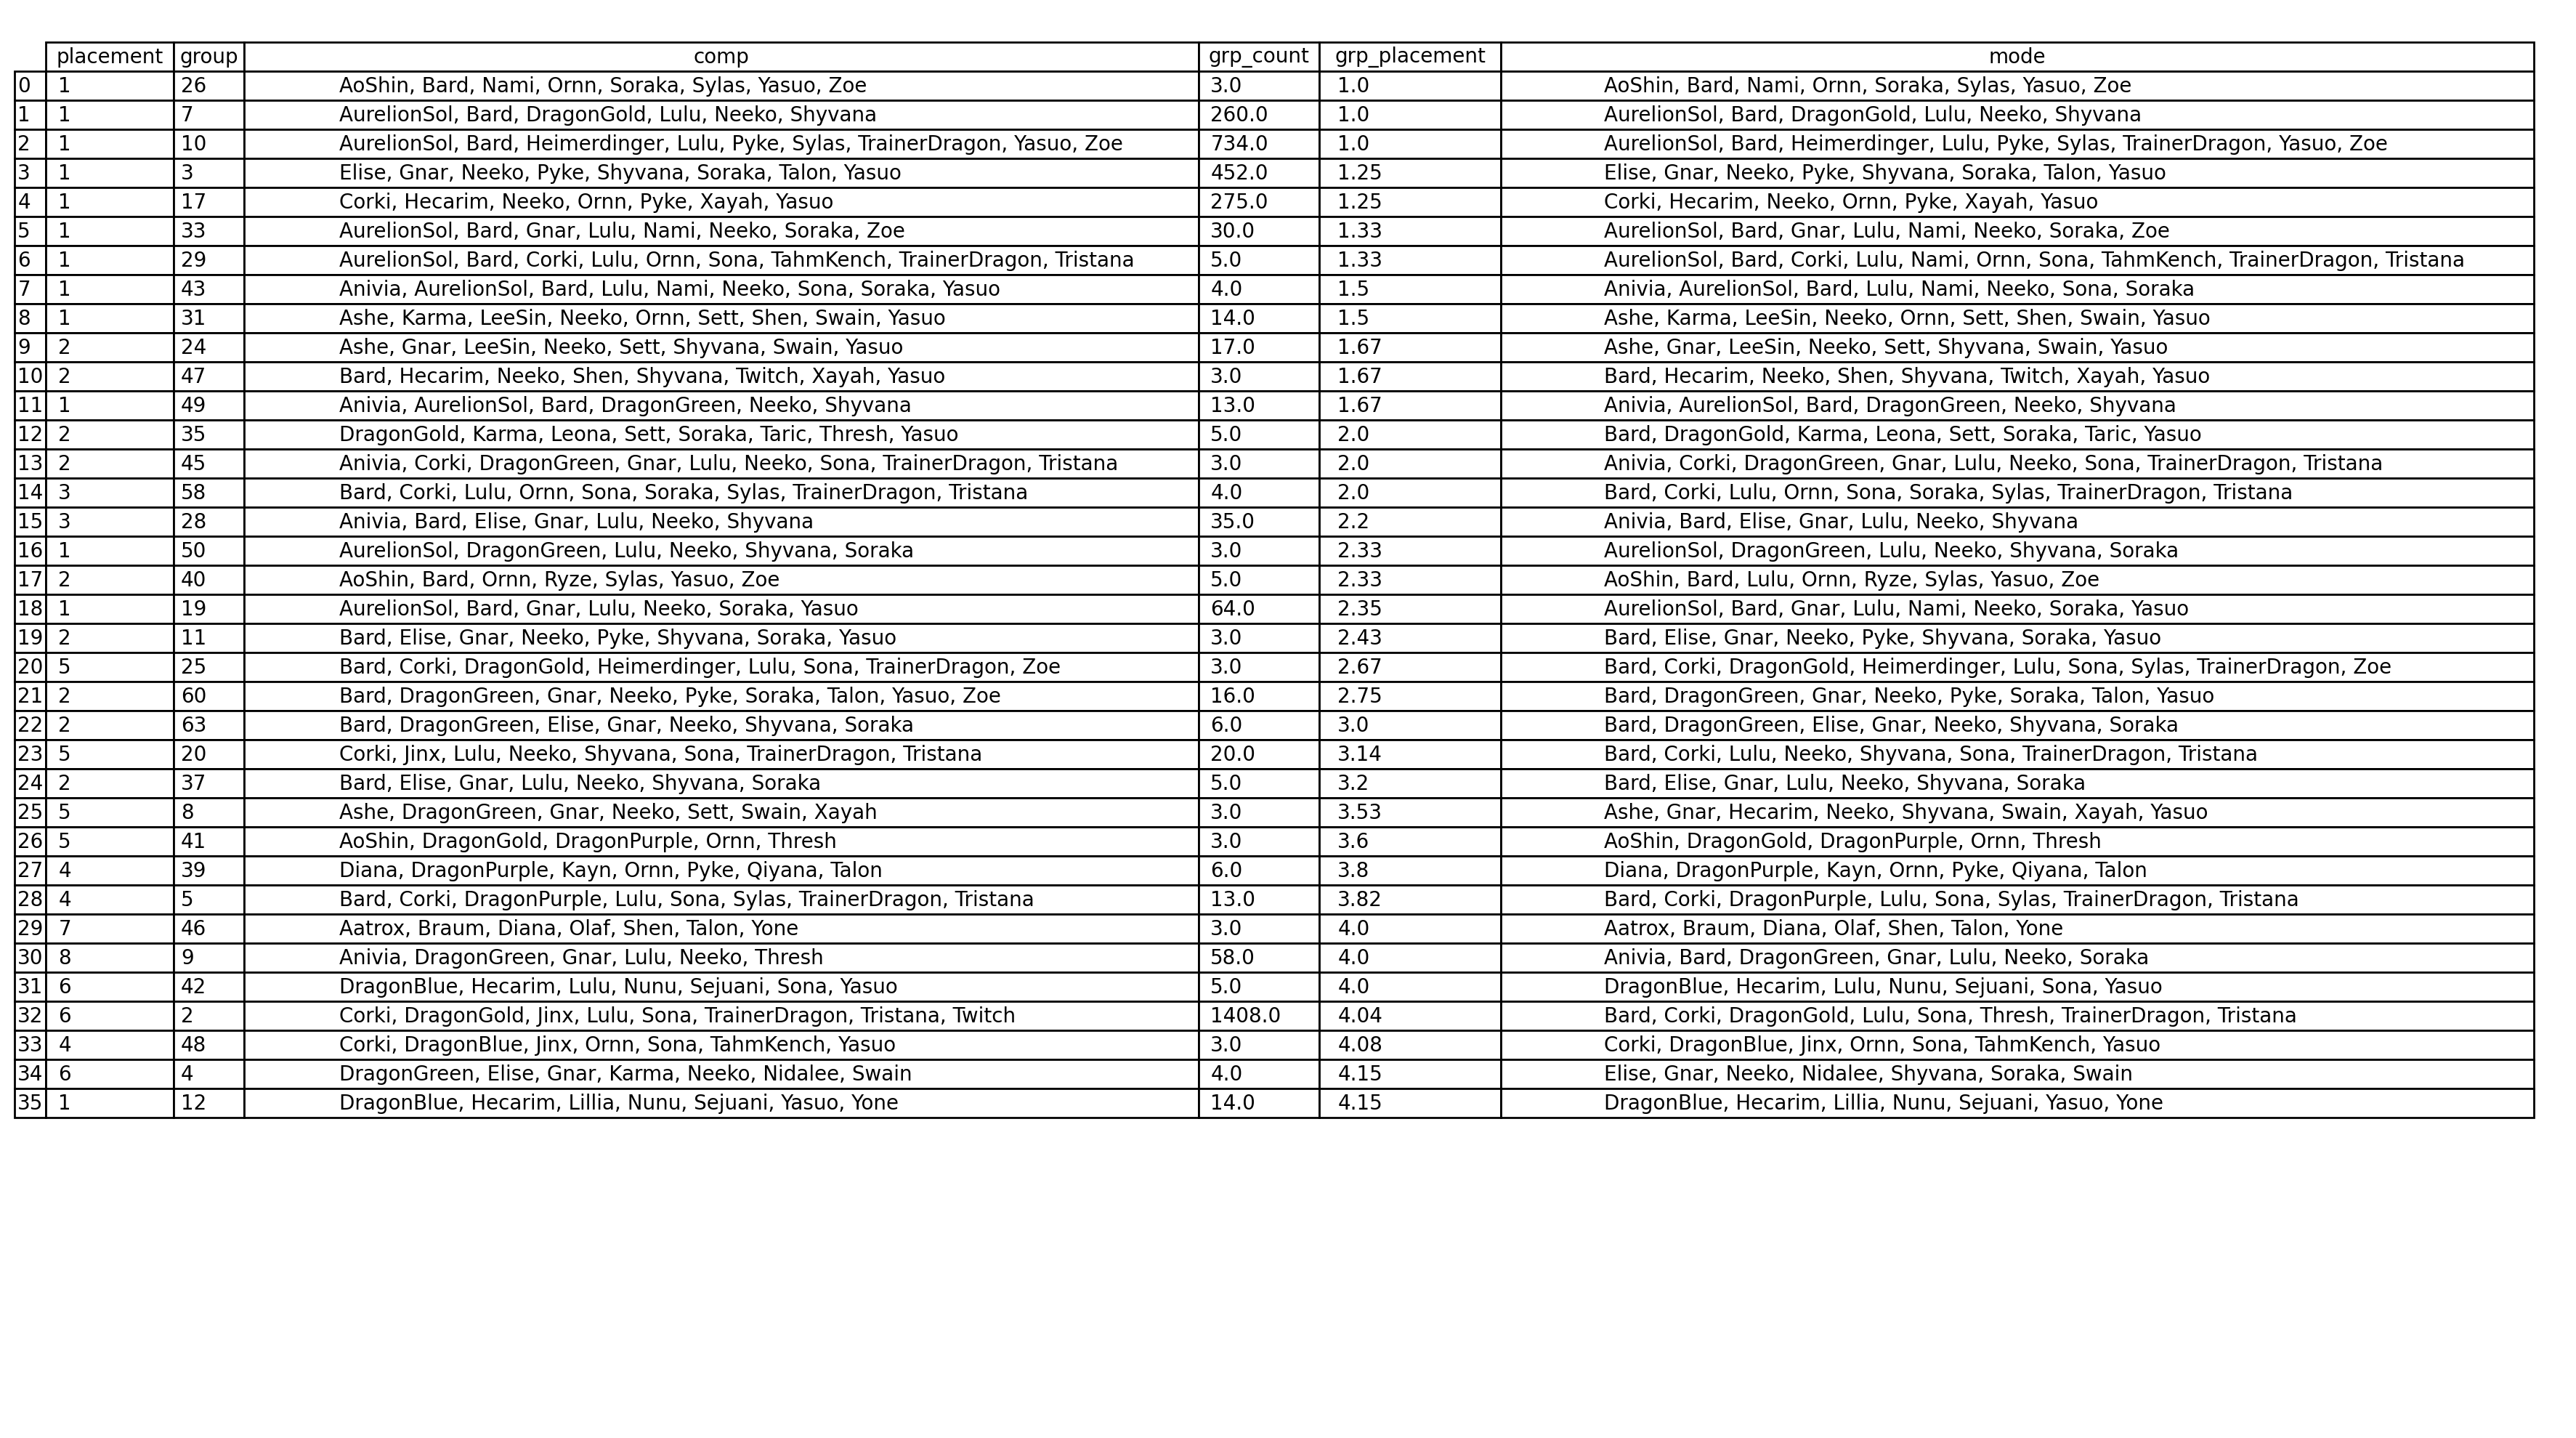 placement group comp grp_count grp_placement mode
0 1 26 AoShin, Bard, Nami, Ornn, Soraka, Sylas, Yasuo, Zoe 3.0 1.0 AoShin, Bard, Nami, Ornn, Soraka, Sylas, Yasuo, Zoe
1 1 7 AurelionSol, Bard, DragonGold, Lulu, Neeko, Shyvana 260.0 1.0 AurelionSol, Bard, DragonGold, Lulu, Neeko, Shyvana
2 1 10 AurelionSol, Bard, Heimerdinger, Lulu, Pyke, Sylas, TrainerDragon, Yasuo, Zoe 734.0 1.0 AurelionSol, Bard, Heimerdinger, Lulu, Pyke, Sylas, TrainerDragon, Yasuo, Zoe
3 1 3 Elise, Gnar, Neeko, Pyke, Shyvana, Soraka, Talon, Yasuo 452.0 1.25 Elise, Gnar, Neeko, Pyke, Shyvana, Soraka, Talon, Yasuo
4 1 17 Corki, Hecarim, Neeko, Ornn, Pyke, Xayah, Yasuo 275.0 1.25 Corki, Hecarim, Neeko, Ornn, Pyke, Xayah, Yasuo
5 1 33 AurelionSol, Bard, Gnar, Lulu, Nami, Neeko, Soraka, Zoe 30.0 1.33 AurelionSol, Bard, Gnar, Lulu, Nami, Neeko, Soraka, Zoe
6 1 29 AurelionSol, Bard, Corki, Lulu, Ornn, Sona, TahmKench, TrainerDragon, Tristana 5.0 1.33 AurelionSol, Bard, Corki, Lulu, Nami, Ornn, Sona, TahmKench, TrainerDragon, Tristana
7 1 43 Anivia, AurelionSol, Bard, Lulu, Nami, Neeko, Sona, Soraka, Yasuo 4.0 1.5 Anivia, AurelionSol, Bard, Lulu, Nami, Neeko, Sona, Soraka
8 1 31 Ashe, Karma, LeeSin, Neeko, Ornn, Sett, Shen, Swain, Yasuo 14.0 1.5 Ashe, Karma, LeeSin, Neeko, Ornn, Sett, Shen, Swain, Yasuo
9 2 24 Ashe, Gnar, LeeSin, Neeko, Sett, Shyvana, Swain, Yasuo 17.0 1.67 Ashe, Gnar, LeeSin, Neeko, Sett, Shyvana, Swain, Yasuo
10 2 47 Bard, Hecarim, Neeko, Shen, Shyvana, Twitch, Xayah, Yasuo 3.0 1.67 Bard, Hecarim, Neeko, Shen, Shyvana, Twitch, Xayah, Yasuo
11 1 49 Anivia, AurelionSol, Bard, DragonGreen, Neeko, Shyvana 13.0 1.67 Anivia, AurelionSol, Bard, DragonGreen, Neeko, Shyvana
12 2 35 DragonGold, Karma, Leona, Sett, Soraka, Taric, Thresh, Yasuo 5.0 2.0 Bard, DragonGold, Karma, Leona, Sett, Soraka, Taric, Yasuo
13 2 45 Anivia, Corki, DragonGreen, Gnar, Lulu, Neeko, Sona, TrainerDragon, Tristana 3.0 2.0 Anivia, Corki, DragonGreen, Gnar, Lulu, Neeko, Sona, TrainerDragon, Tristana
14 3 58 Bard, Corki, Lulu, Ornn, Sona, Soraka, Sylas, TrainerDragon, Tristana 4.0 2.0 Bard, Corki, Lulu, Ornn, Sona, Soraka, Sylas, TrainerDragon, Tristana
15 3 28 Anivia, Bard, Elise, Gnar, Lulu, Neeko, Shyvana 35.0 2.2 Anivia, Bard, Elise, Gnar, Lulu, Neeko, Shyvana
16 1 50 AurelionSol, DragonGreen, Lulu, Neeko, Shyvana, Soraka 3.0 2.33 AurelionSol, DragonGreen, Lulu, Neeko, Shyvana, Soraka
17 2 40 AoShin, Bard, Ornn, Ryze, Sylas, Yasuo, Zoe 5.0 2.33 AoShin, Bard, Lulu, Ornn, Ryze, Sylas, Yasuo, Zoe
18 1 19 AurelionSol, Bard, Gnar, Lulu, Neeko, Soraka, Yasuo 64.0 2.35 AurelionSol, Bard, Gnar, Lulu, Nami, Neeko, Soraka, Yasuo
19 2 11 Bard, Elise, Gnar, Neeko, Pyke, Shyvana, Soraka, Yasuo 3.0 2.43 Bard, Elise, Gnar, Neeko, Pyke, Shyvana, Soraka, Yasuo
20 5 25 Bard, Corki, DragonGold, Heimerdinger, Lulu, Sona, TrainerDragon, Zoe 3.0 2.67 Bard, Corki, DragonGold, Heimerdinger, Lulu, Sona, Sylas, TrainerDragon, Zoe
21 2 60 Bard, DragonGreen, Gnar, Neeko, Pyke, Soraka, Talon, Yasuo, Zoe 16.0 2.75 Bard, DragonGreen, Gnar, Neeko, Pyke, Soraka, Talon, Yasuo
22 2 63 Bard, DragonGreen, Elise, Gnar, Neeko, Shyvana, Soraka 6.0 3.0 Bard, DragonGreen, Elise, Gnar, Neeko, Shyvana, Soraka
23 5 20 Corki, Jinx, Lulu, Neeko, Shyvana, Sona, TrainerDragon, Tristana 20.0 3.14 Bard, Corki, Lulu, Neeko, Shyvana, Sona, TrainerDragon, Tristana
24 2 37 Bard, Elise, Gnar, Lulu, Neeko, Shyvana, Soraka 5.0 3.2 Bard, Elise, Gnar, Lulu, Neeko, Shyvana, Soraka
25 5 8 Ashe, DragonGreen, Gnar, Neeko, Sett, Swain, Xayah 3.0 3.53 Ashe, Gnar, Hecarim, Neeko, Shyvana, Swain, Xayah, Yasuo
26 5 41 AoShin, DragonGold, DragonPurple, Ornn, Thresh 3.0 3.6 AoShin, DragonGold, DragonPurple, Ornn, Thresh
27 4 39 Diana, DragonPurple, Kayn, Ornn, Pyke, Qiyana, Talon 6.0 3.8 Diana, DragonPurple, Kayn, Ornn, Pyke, Qiyana, Talon
28 4 5 Bard, Corki, DragonPurple, Lulu, Sona, Sylas, TrainerDragon, Tristana 13.0 3.82 Bard, Corki, DragonPurple, Lulu, Sona, Sylas, TrainerDragon, Tristana
29 7 46 Aatrox, Braum, Diana, Olaf, Shen, Talon, Yone 3.0 4.0 Aatrox, Braum, Diana, Olaf, Shen, Talon, Yone
30 8 9 Anivia, DragonGreen, Gnar, Lulu, Neeko, Thresh 58.0 4.0 Anivia, Bard, DragonGreen, Gnar, Lulu, Neeko, Soraka
31 6 42 DragonBlue, Hecarim, Lulu, Nunu, Sejuani, Sona, Yasuo 5.0 4.0 DragonBlue, Hecarim, Lulu, Nunu, Sejuani, Sona, Yasuo
32 6 2 Corki, DragonGold, Jinx, Lulu, Sona, TrainerDragon, Tristana, Twitch 1408.0 4.04 Bard, Corki, DragonGold, Lulu, Sona, Thresh, TrainerDragon, Tristana
33 4 48 Corki, DragonBlue, Jinx, Ornn, Sona, TahmKench, Yasuo 3.0 4.08 Corki, DragonBlue, Jinx, Ornn, Sona, TahmKench, Yasuo
34 6 4 DragonGreen, Elise, Gnar, Karma, Neeko, Nidalee, Swain 4.0 4.15 Elise, Gnar, Neeko, Nidalee, Shyvana, Soraka, Swain
35 1 12 DragonBlue, Hecarim, Lillia, Nunu, Sejuani, Yasuo, Yone 14.0 4.15 DragonBlue, Hecarim, Lillia, Nunu, Sejuani, Yasuo, Yone